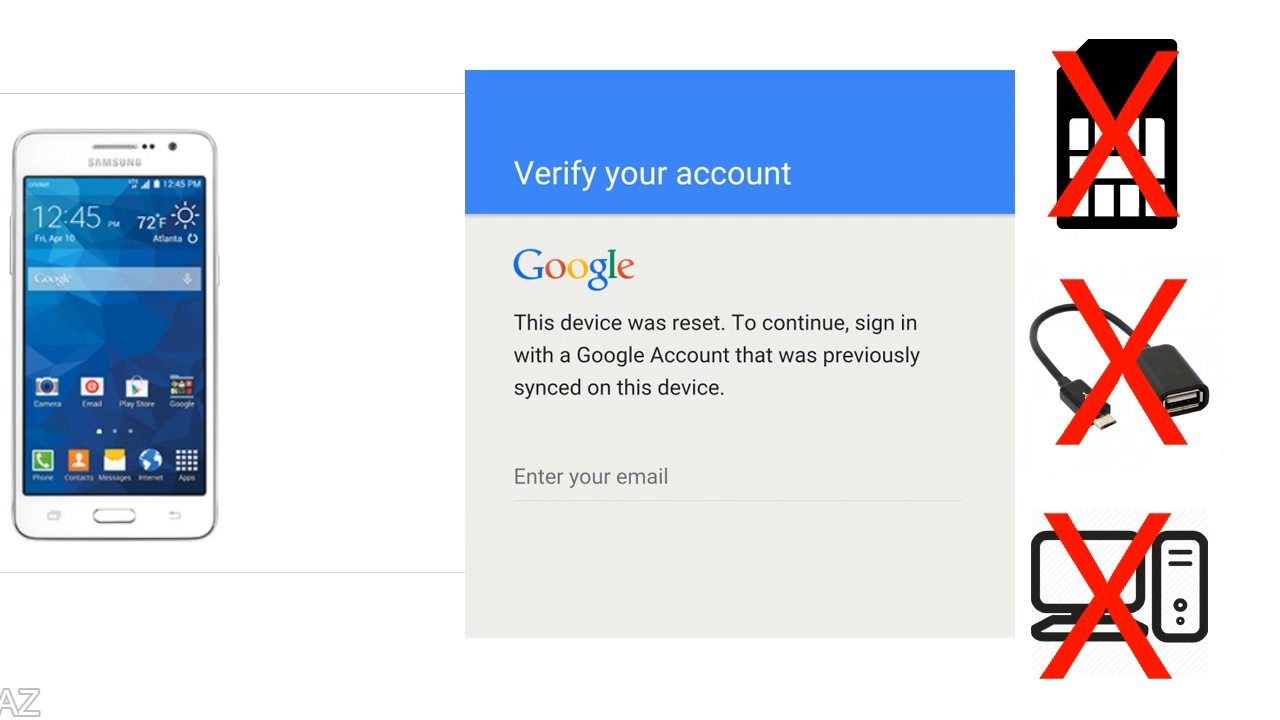 SAMSUNG
cricket
12:45 PM
12:45 PM
72°F
Fri, Apr 10
Atlanta
Google
Camera Email Play Store Google
Phone Contacts Messages Internet Apps
Verify your account
Google
This device was reset. To continue, sign in
with a Google Account that was previously
synced on this device.
Enter your email
AZ